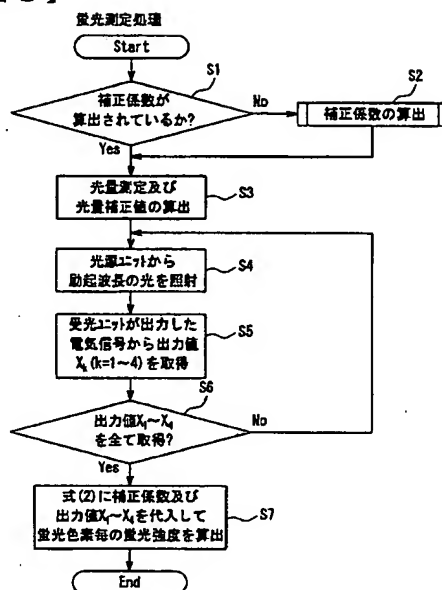 蛍光測定処理
Start
S1
補正係数が
算出されているか?
No
S2
補正係数の算出
Yes
光量測定及び
光量補正値の算出
S3
光源ユニットから
励起波長の光を照射
S4
受光ユニットが出力した
電気信号から出力値
Xk(k=1~4)を取得
S5
S6
出力値X1~X4
を全て取得?
No
Yes
式(2)に補正係数及び
出力値X1~X4を代入して
蛍光色素毎の蛍光強度を算出
S7
End